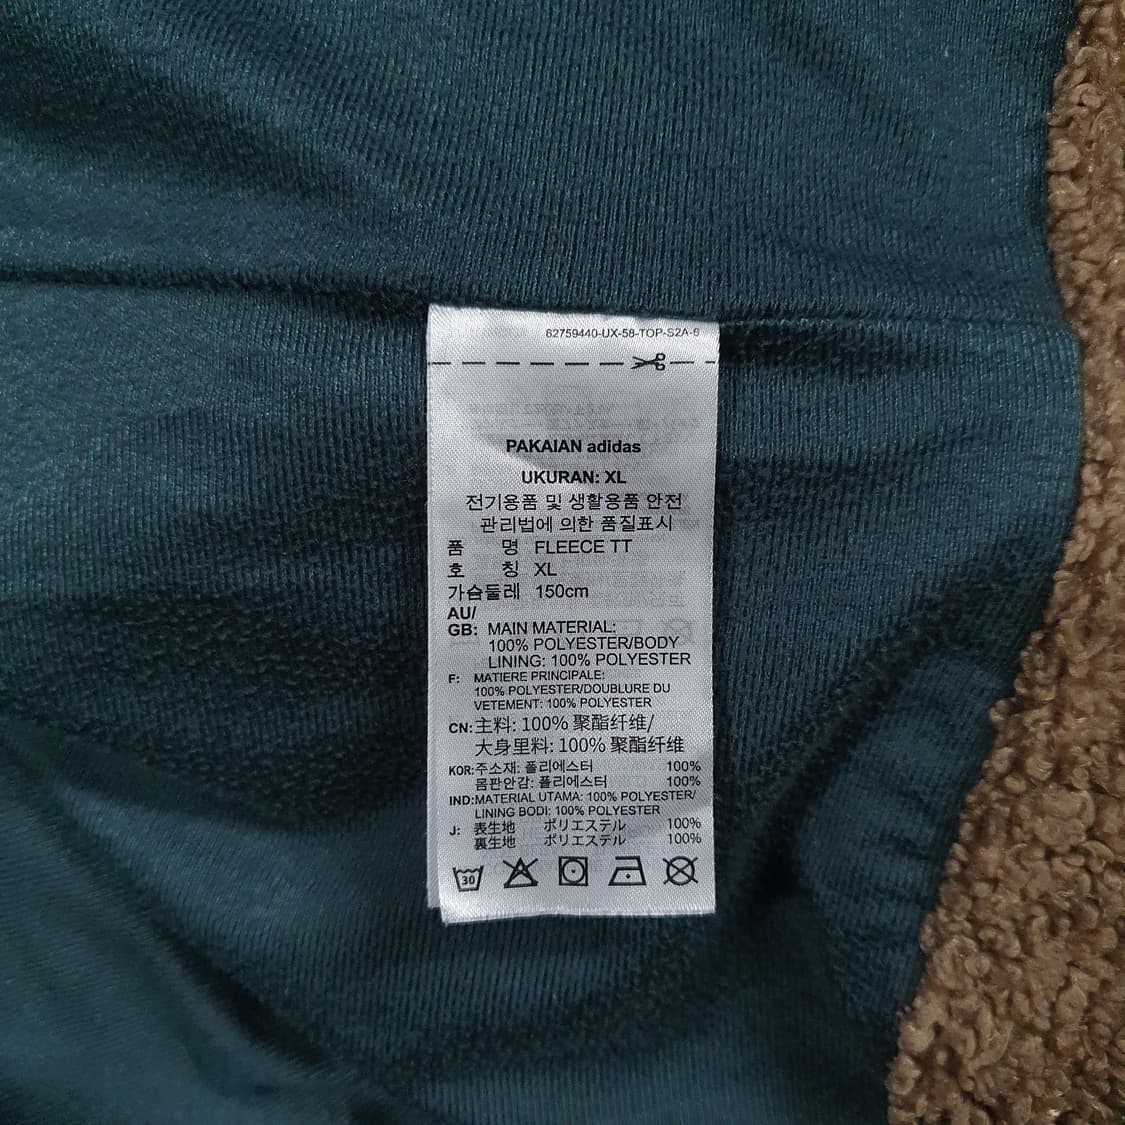 62759440-UX-58-TOP-S2A-6
PAKAIAN adidas
UKURAN: XL
전기용품 및 생활용품 안전
관리법에 의한 품질표시
품 명 FLEECE TT
호 칭 XL
가슴둘레 150cm
AU/
GB: MAIN MATERIAL:
100% POLYESTER/BODY
LINING: 100% POLYESTER
F: MATIERE PRINCIPALE:
100% POLYESTER/DOUBLURE DU
VETEMENT: 100% POLYESTER
CN: 主料: 100% 聚酯纤维/
大身里料: 100% 聚酯纤维
KOR: 주소재: 폴리에스터 100%
몸판안감: 폴리에스터 100%
IND: MATERIAL UTAMA: 100% POLYESTER/
LINING BODI: 100% POLYESTER
J: 表生地 ポリエステル 100%
裏生地 ポリエステル 100%
30